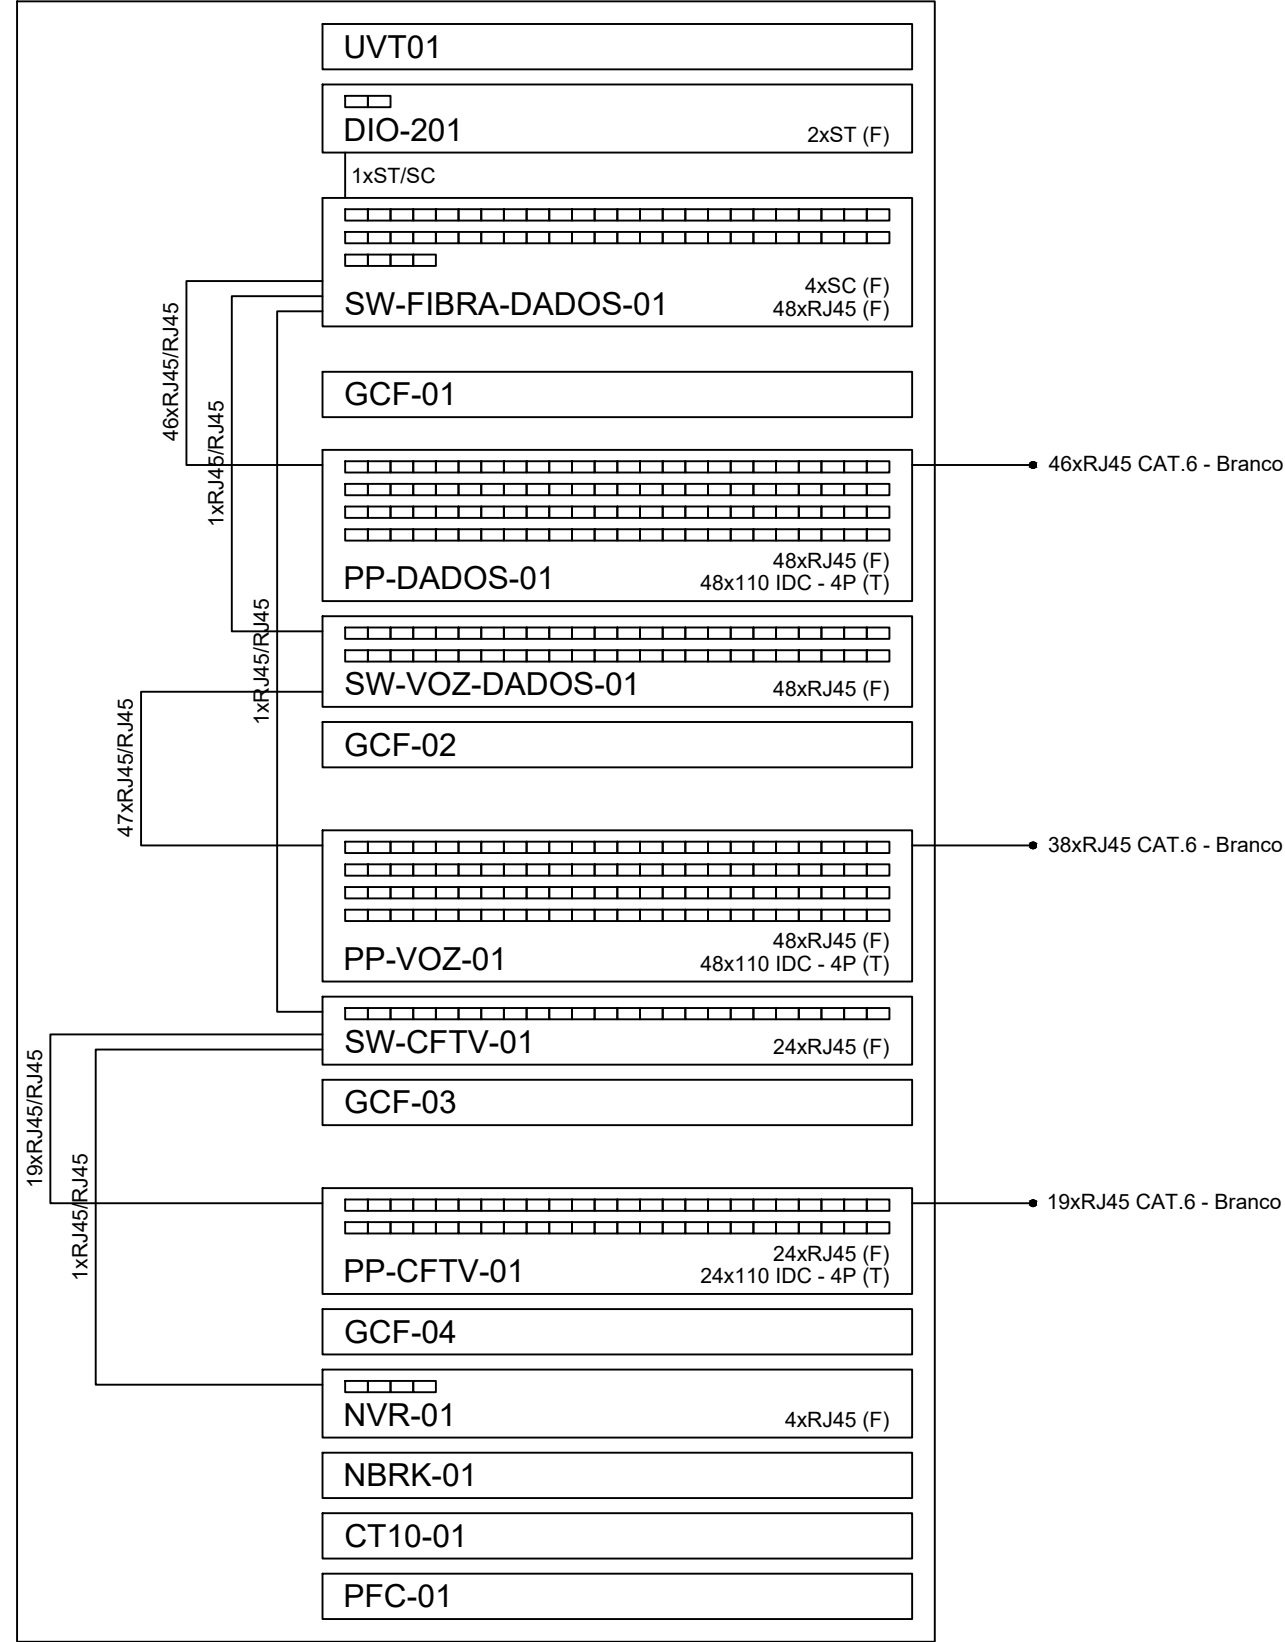 UVT01
DIO-201
2xST (F)
1xST/SC
4xSC (F)
SW-FIBRA-DADOS-01
48xRJ45 (F)
46xRJ45/RJ45
GCF-01
1xRJ45/RJ45
46xRJ45 CAT.6 - Branco
48xRJ45 (F)
PP-DADOS-01
48x110 IDC - 4P (T)
1xRJ45/RJ45
SW-VOZ-DADOS-01
48xRJ45 (F)
GCF-02
47xRJ45/RJ45
38xRJ45 CAT.6 - Branco
48xRJ45 (F)
PP-VOZ-01
48x110 IDC - 4P (T)
SW-CFTV-01
24xRJ45 (F)
GCF-03
19xRJ45/RJ45
1xRJ45/RJ45
19xRJ45 CAT.6 - Branco
24xRJ45 (F)
PP-CFTV-01
24x110 IDC - 4P (T)
GCF-04
NVR-01
4xRJ45 (F)
NBRK-01
CT10-01
PFC-01